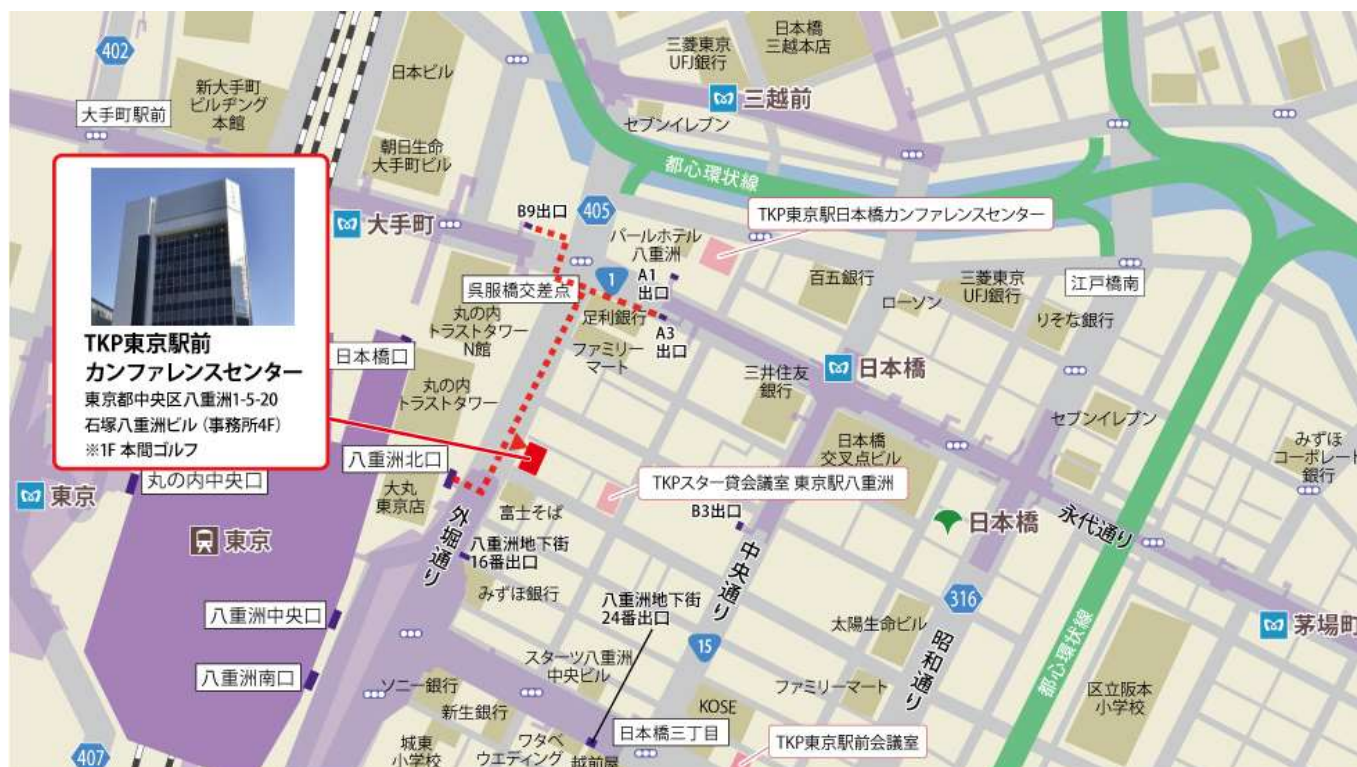 402
日本ビル
三菱東京
UFJ銀行
日本橋
三越本店
新大手町
ビルヂング
本館
大手町駅前
三越前
セブンイレブン
朝日生命
大手町ビル
都心環状線
大手町
B9出口
405
パールホテル
八重洲
TKP東京駅日本橋カンファレンスセンター
呉服橋交差点
1
A1
出口
百五銀行
三菱東京
UFJ銀行
江戸橋南
ローソン
りそな銀行
丸の内
トラストタワー
N館
足利銀行
A3
出口
ファミリー
マート
TKP東京駅前
カンファレンスセンター
東京都中央区八重洲1-5-20
石塚八重洲ビル (事務所4F)
※1F 本間ゴルフ
日本橋口
丸の内
トラストタワー
三井住友
銀行
日本橋
セブンイレブン
日本橋
交叉点ビル
みずほ
コーポレート
銀行
八重洲北口
丸の内中央口
東京
大丸
東京店
TKPスター貸会議室 東京駅八重洲
富士そば
B3出口
日本橋
永代通り
東京
外堀通り
八重洲地下街
16番出口
中央通り
みずほ銀行
八重洲地下街
24番出口
316
八重洲中央口
太陽生命ビル
昭和通り
茅場町
15
都心環状線
スターツ八重洲
中央ビル
八重洲南口
ソニー銀行
ファミリーマート
区立阪本
小学校
新生銀行
KOSE
日本橋三丁目
407
城東
小学校
ワタベ
ウエディング
越前屋
TKP東京駅前会議室